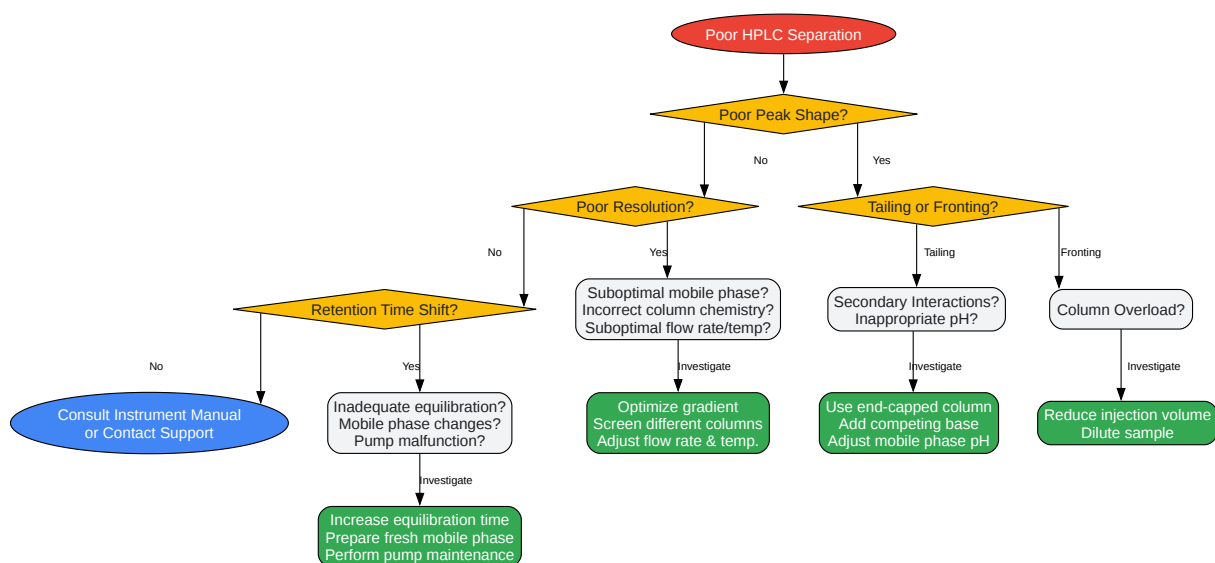 Poor HPLC Separation
Poor Peak Shape?
No
Yes
Poor Resolution?
Tailing or Fronting?
No
Yes
Tailing
Fronting
Retention Time Shift?
Suboptimal mobile phase?
Incorrect column chemistry?
Suboptimal flow rate/temp?
Secondary Interactions?
Inappropriate pH?
Column Overload?
No
Yes
Investigate
Investigate
Investigate
Consult Instrument Manual
or Contact Support
Inadequate equilibration?
Mobile phase changes?
Pump malfunction?
Optimize gradient
Screen different columns
Adjust flow rate & temp.
Use end-capped column
Add competing base
Adjust mobile phase pH
Reduce injection volume
Dilute sample
Investigate
Increase equilibration time
Prepare fresh mobile phase
Perform pump maintenance